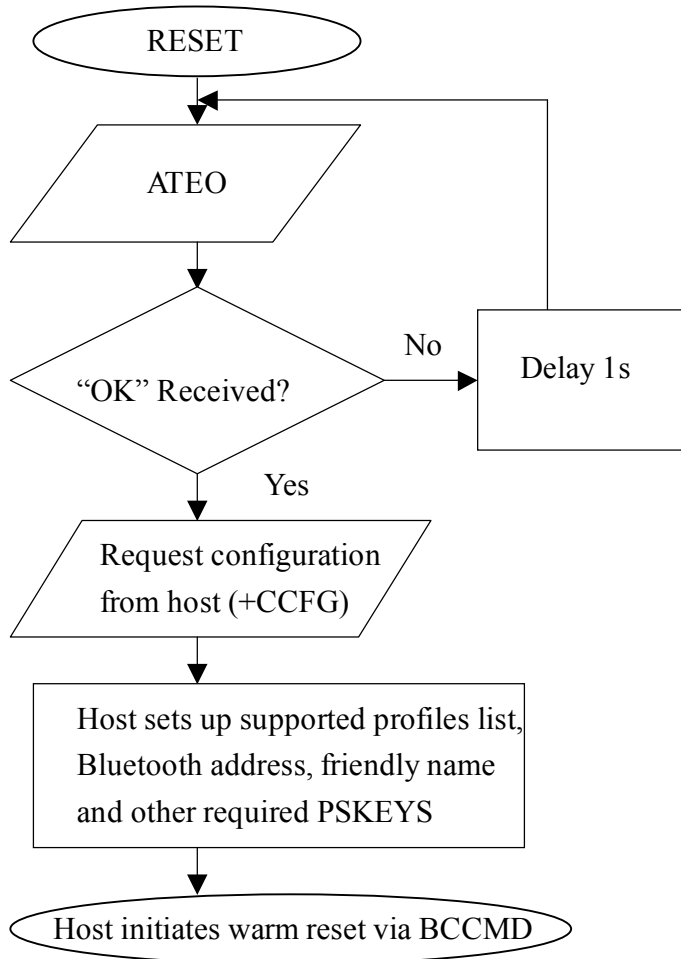 RESET
ATEO
“OK” Received?
No
Delay 1s
Yes
Request configuration
from host (+CCFG)
Host sets up supported profiles list,
Bluetooth address, friendly name
and other required PSKEYS
Host initiates warm reset via BCCMD